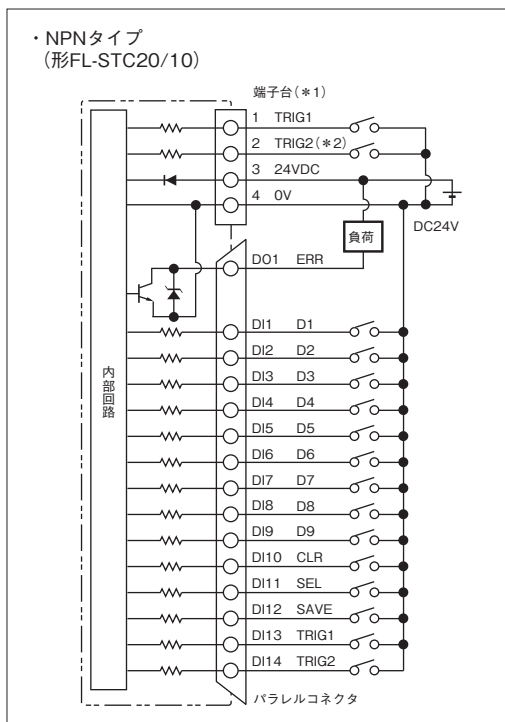 ・NPNタイプ
（形FL-STC20/10）
端子台（＊1）
1 TRIG1
2 TRIG2（＊2）
3 24VDC
4 0V
DC24V
負荷
DO1 ERR
内部回路
DI1 D1
DI2 D2
DI3 D3
DI4 D4
DI5 D5
DI6 D6
DI7 D7
DI8 D8
DI9 D9
DI10 CLR
DI11 SEL
DI12 SAVE
DI13 TRIG1
DI14 TRIG2
パラレルコネクタ